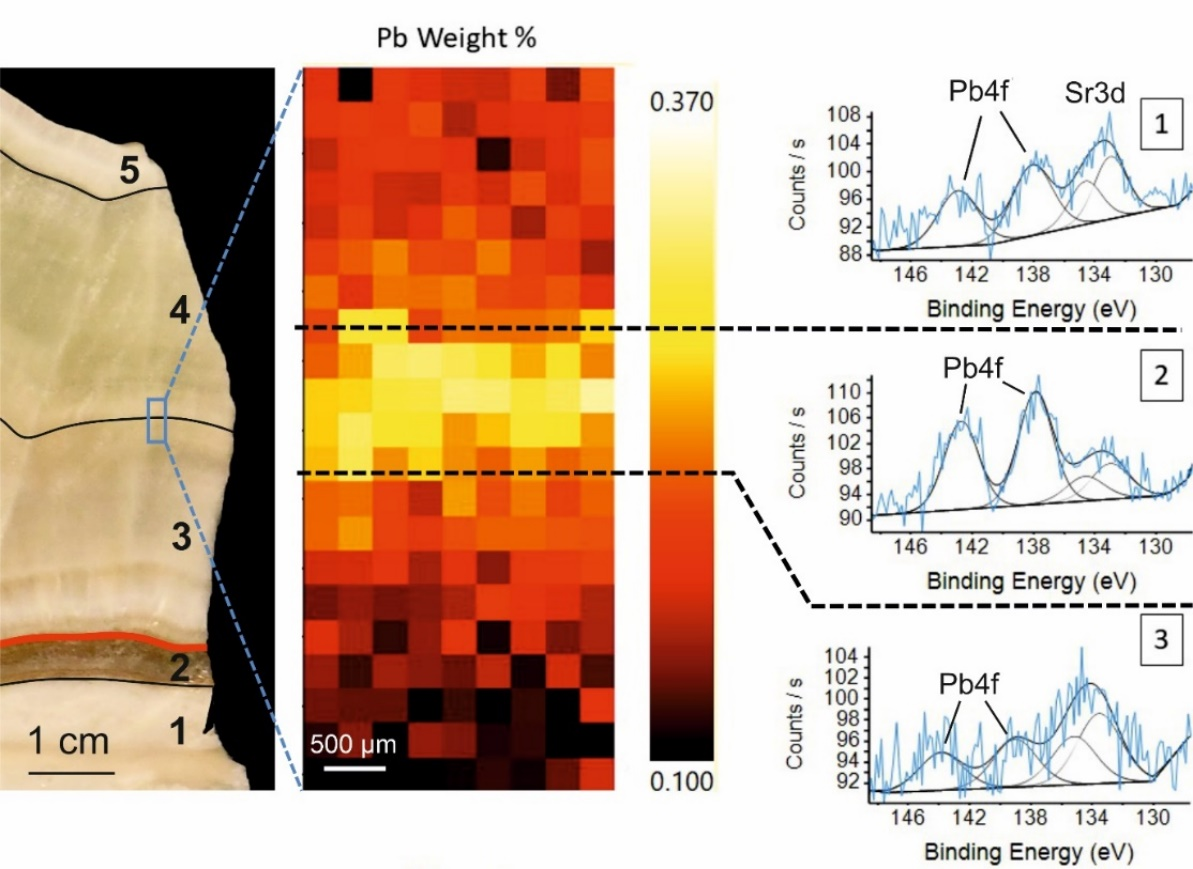 5
4
3
2
1
1 cm
Pb Weight %
500 µm
0.370
0.100
Pb4f
Sr3d
1
108
104
100
96
92
88
Counts / s
146 142 138 134 130
Binding Energy (eV)
Pb4f
2
110
106
102
98
94
90
Counts / s
146 142 138 134 130
Binding Energy (eV)
Pb4f
3
104
102
100
98
96
94
92
Counts / s
146 142 138 134 130
Binding Energy (eV)